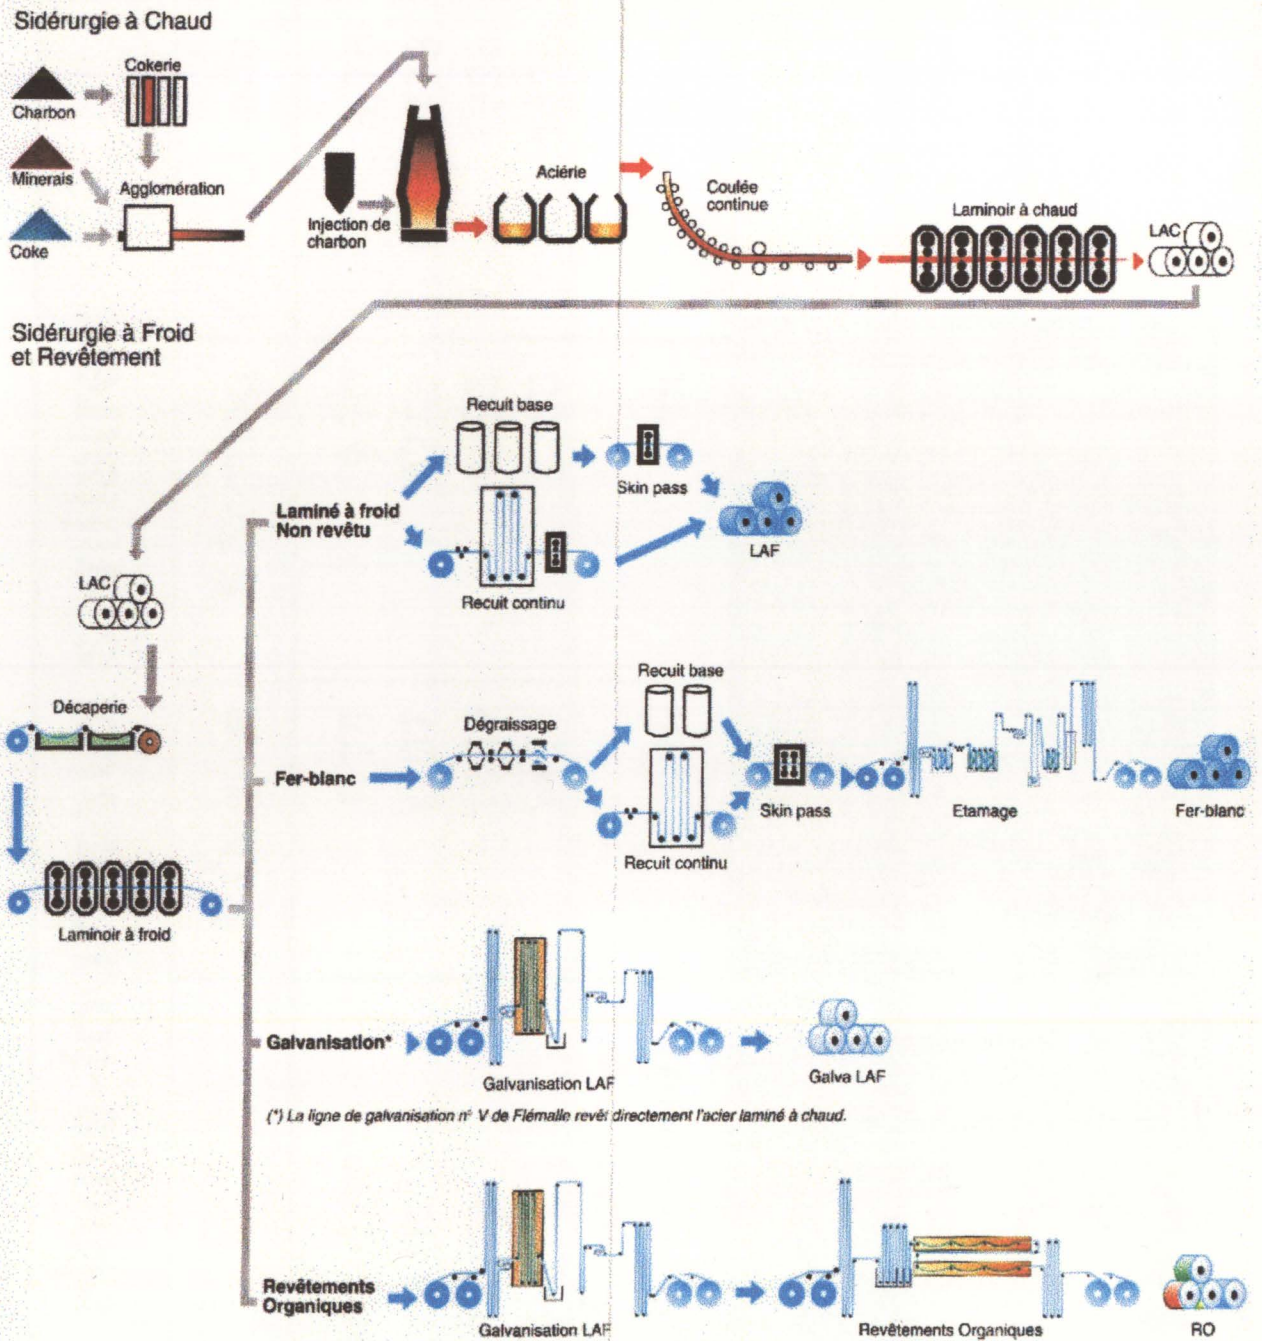 Sidérurgie à Chaud
Cokerie
Charbon
Minerais
Agglomération
Coke
Injection de
charbon
Aciérie
Coulée
continue
Laminoir à chaud
LAC
Sidérurgie à Froid
et Revêtement
Recuit base
Skin pass
Laminé à froid
Non revêtu
LAF
Recuit continu
LAC
Décaperie
Recuit base
Dégraissage
Fer-blanc
Skin pass
Etamage
Fer-blanc
Recuit continu
Laminoir à froid
Galvanisation*
Galvanisation LAF
Galva LAF
(*) La ligne de galvanisation n° V de Flémalle revêt directement l'acier laminé à chaud.
Revêtements
Organiques
Galvanisation LAF
Revêtements Organiques
RO